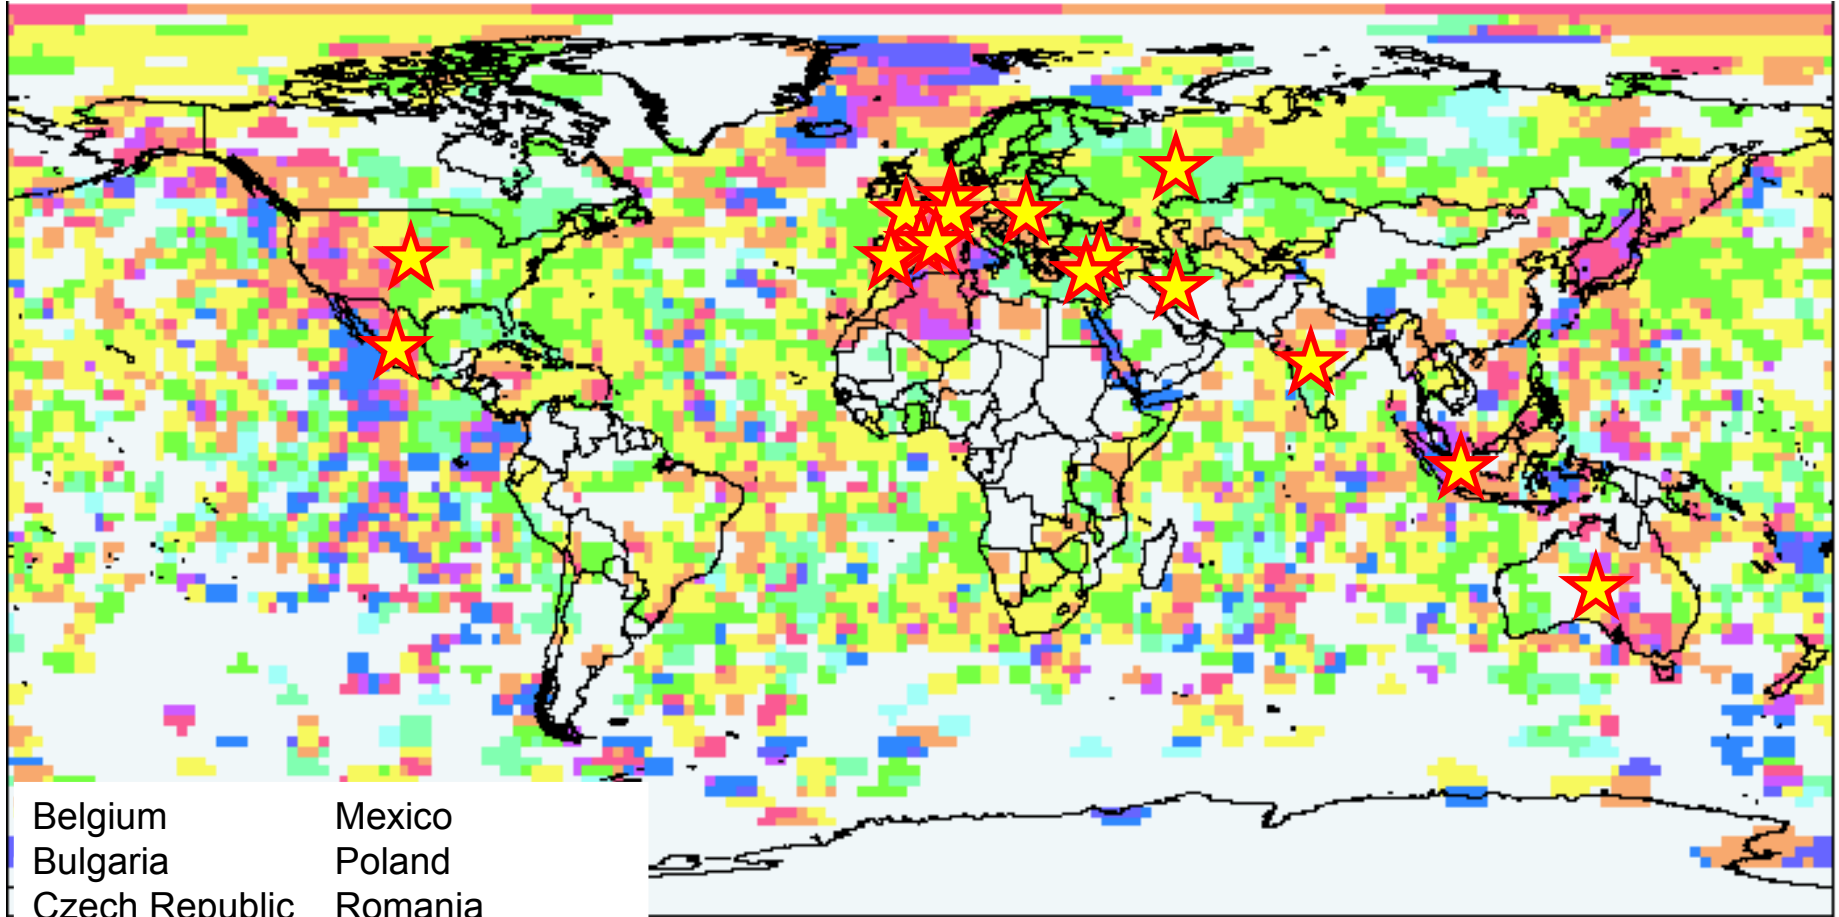 Belgium
Bulgaria
Czech Republic
Mexico
Poland
Romania